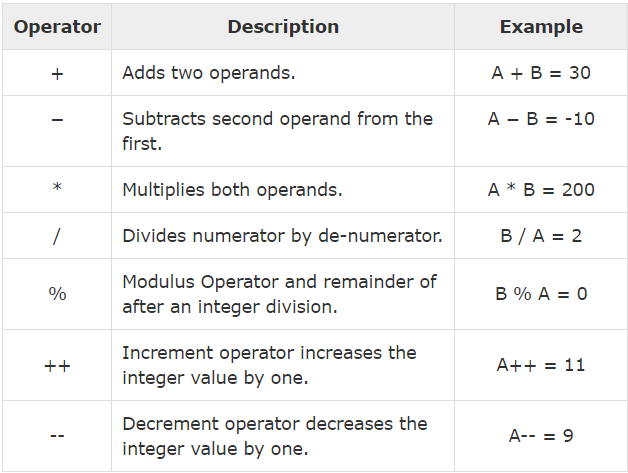 Operator Description Example
+ Adds two operands. A + B = 30
− Subtracts second operand from the A − B = -10
first.
* Multiplies both operands. A * B = 200
/ Divides numerator by de-numerator. B / A = 2
% Modulus Operator and remainder of B % A = 0
after an integer division.
++ Increment operator increases the A++ = 11
integer value by one.
-- Decrement operator decreases the A-- = 9
integer value by one.